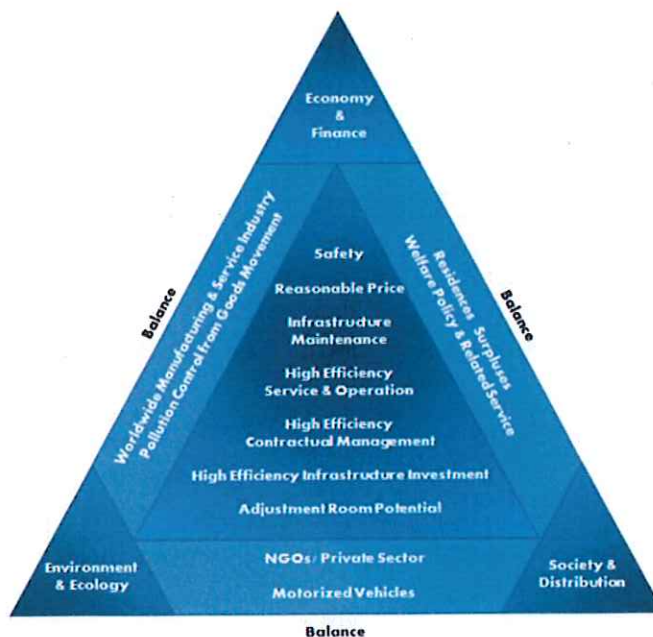 Economy
&
Finance
Balance
Worldwide Manufacturing & Service Industry
Pollution Control from Goods Movement
Safety
Reasonable Price
Infrastructure
Maintenance
High Efficiency
Service & Operation
High Efficiency
Contractual Management
High Efficiency Infrastructure Investment
Adjustment Room Potential
Residences Surpluses
Welfare Policy & Related Service
Balance
Environment
& Ecology
NGOs/ Private Sector
Motorized Vehicles
Society &
Distribution
Balance